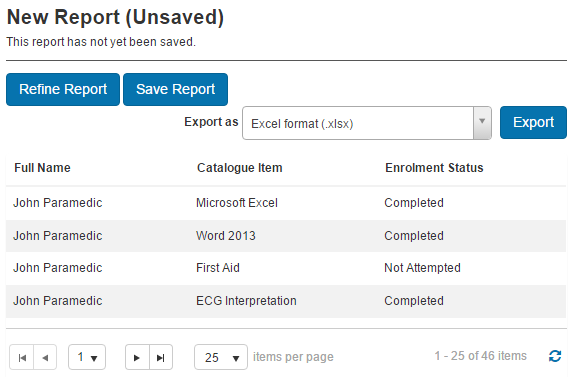 New Report (Unsaved)
This report has not yet been saved.
Refine Report Save Report
Export as Excel format (.xlsx) Export
Full Name Catalogue Item Enrolment Status
John Paramedic Microsoft Excel Completed
John Paramedic Word 2013 Completed
John Paramedic First Aid Not Attempted
John Paramedic ECG Interpretation Completed
1 25 items per page 1 - 25 of 46 items